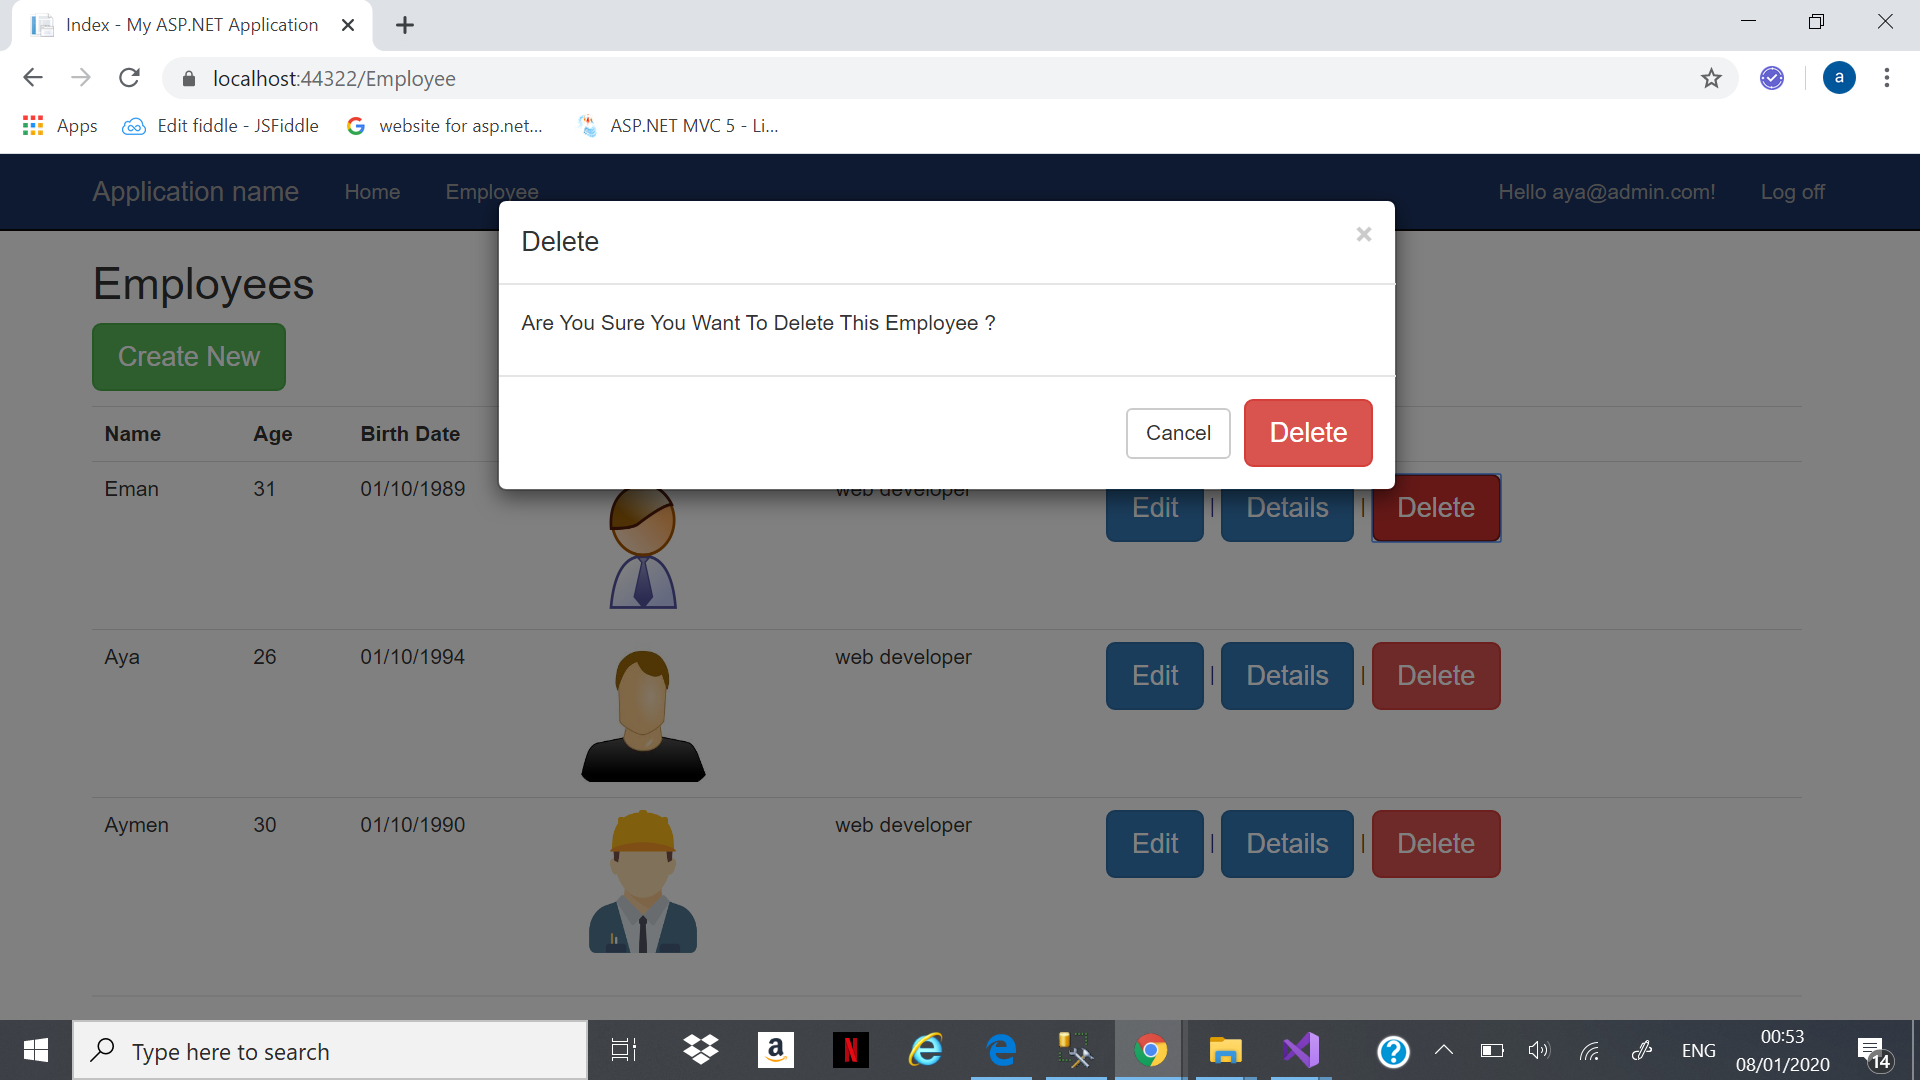 Index - My ASP.NET Application
localhost:44322/Employee
a
Apps
Edit fiddle - JSFiddle
website for asp.net...
ASP.NET MVC 5 - Li...
Application name
Home
Employee
Hello aya@admin.com!
Log off
Delete
×
Are You Sure You Want To Delete This Employee ?
Cancel
Delete
Employees
Create New
Name Age Birth Date
Eman 31 01/10/1989 web developer Edit | Details | Delete
Aya 26 01/10/1994 web developer Edit | Details | Delete
Aymen 30 01/10/1990 web developer Edit | Details | Delete
Type here to search
a
N
?
ENG
00:53
08/01/2020
14